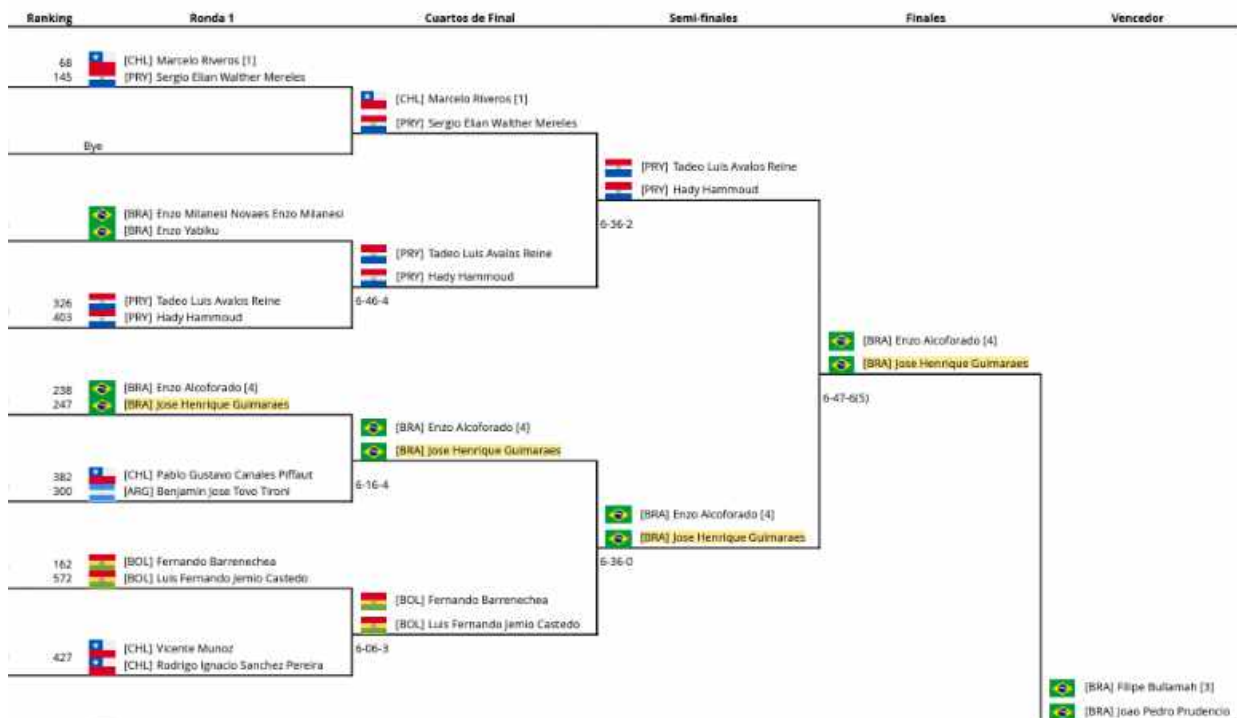 Ranking Ronda 1 Cuartos de Final Semi-finales Finales Vencedor
68 [CHL] Marcelo Riveros [1]
145 [PRY] Sergio Elian Walther Mereles
[CHL] Marcelo Riveros [1]
[PRY] Sergio Elian Walther Mereles
Bye
[PRY] Tadeo Luis Avalos Reine
[PRY] Hady Hammoud
[BRA] Enzo Milanesi Novaes Enzo Milanesi
[BRA] Enzo Yabiku
6-36-2
[PRY] Tadeo Luis Avalos Reine
[PRY] Hady Hammoud
326 [PRY] Tadeo Luis Avalos Reine
403 [PRY] Hady Hammoud
6-46-4
[BRA] Enzo Alcoforado [4]
[BRA] Jose Henrique Guimaraes
238 [BRA] Enzo Alcoforado [4]
247 [BRA] Jose Henrique Guimaraes
6-47-6(5)
[BRA] Enzo Alcoforado [4]
[BRA] Jose Henrique Guimaraes
382 [CHL] Pablo Gustavo Canales Piffaut
300 [ARG] Benjamin Jose Tovo Tironi
6-16-4
[BRA] Enzo Alcoforado [4]
[BRA] Jose Henrique Guimaraes
162 [BOL] Fernando Barrenechea
572 [BOL] Luis Fernando Jemio Castedo
6-36-0
[BOL] Fernando Barrenechea
[BOL] Luis Fernando Jemio Castedo
427 [CHL] Vicente Munoz
[CHL] Rodrigo Ignacio Sanchez Pereira
6-06-3
[BRA] Filipe Bullamah [3]
[BRA] Joao Pedro Prudencio